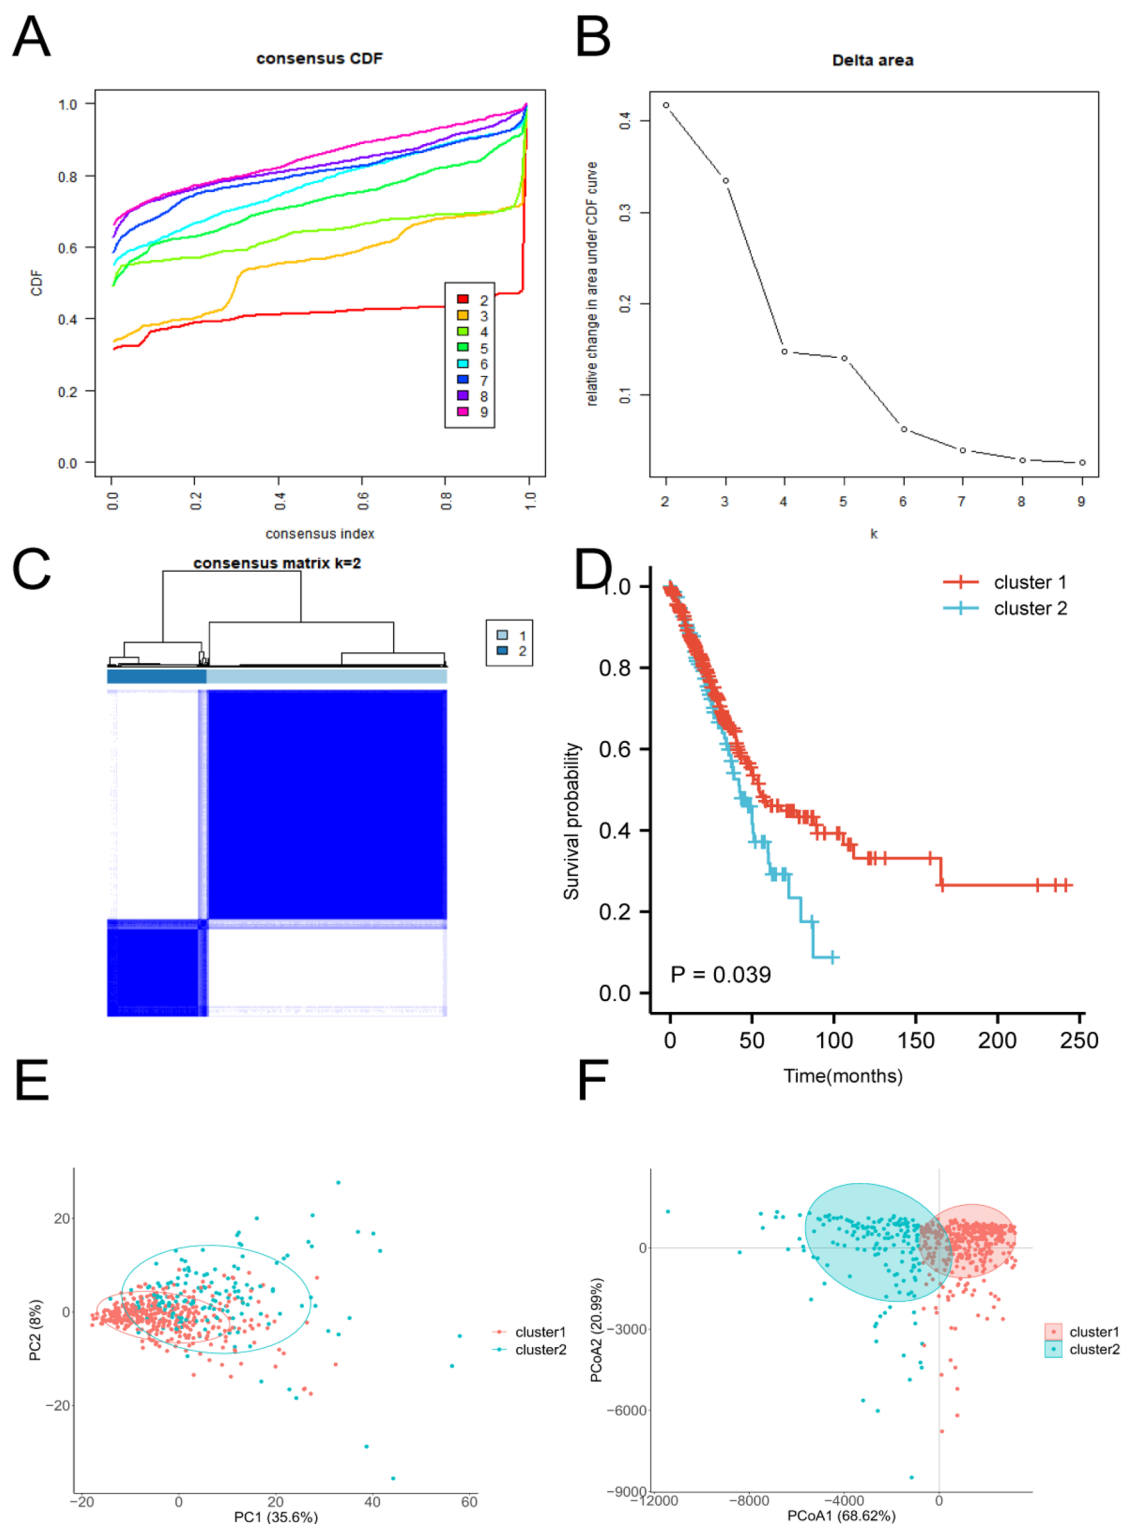 A
consensus CDF
CDF
1.0
0.8
0.6
0.4
0.2
0.0
2
3
4
5
6
7
8
9
0.0
0.2
0.4
0.6
0.8
1.0
consensus index
B
Delta area
relative change in area under CDF curve
0.4
0.3
0.2
0.1
2
3
4
5
6
7
8
9
k
C
consensus matrix k=2
1
2
D
Survival probability
1.0
0.8
0.6
0.4
0.2
0.0
cluster 1
cluster 2
P = 0.039
0
50
100
150
200
250
Time(months)
E
PC2 (8%)
20
0
−20
cluster1
cluster2
−20
0
20
40
60
PC1 (35.6%)
F
PCoA2 (20.99%)
0
−3000
−6000
−9000
cluster1
cluster2
−12000
−8000
−4000
0
PCoA1 (68.62%)